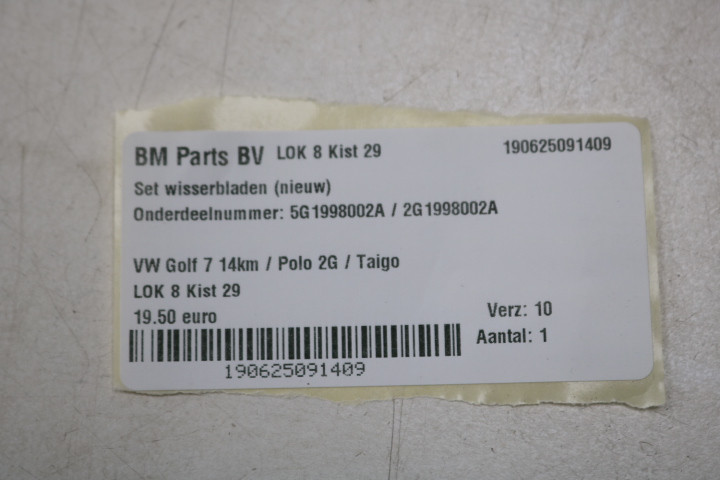 BM Parts BV LOK 8 Kist 29 190625091409
Set wisserbladen (nieuw)
Onderdeelnummer: 5G1998002A / 2G1998002A
VW Golf 7 14km / Polo 2G / Taigo
LOK 8 Kist 29
19.50 euro
Verz: 10
Aantal: 1
190625091409